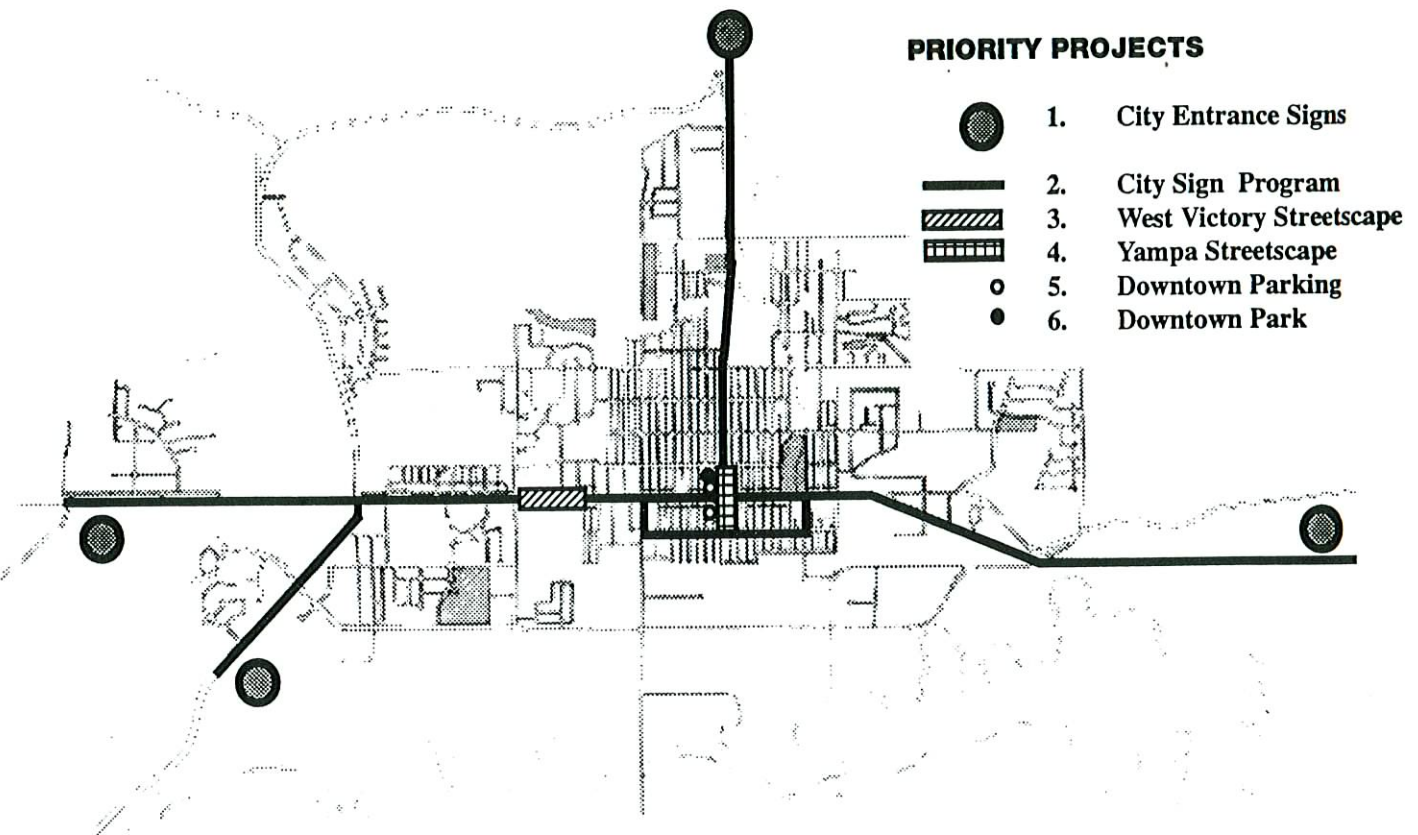 PRIORITY PROJECTS
1. City Entrance Signs
2. City Sign Program
3. West Victory Streetscape
4. Yampa Streetscape
5. Downtown Parking
6. Downtown Park